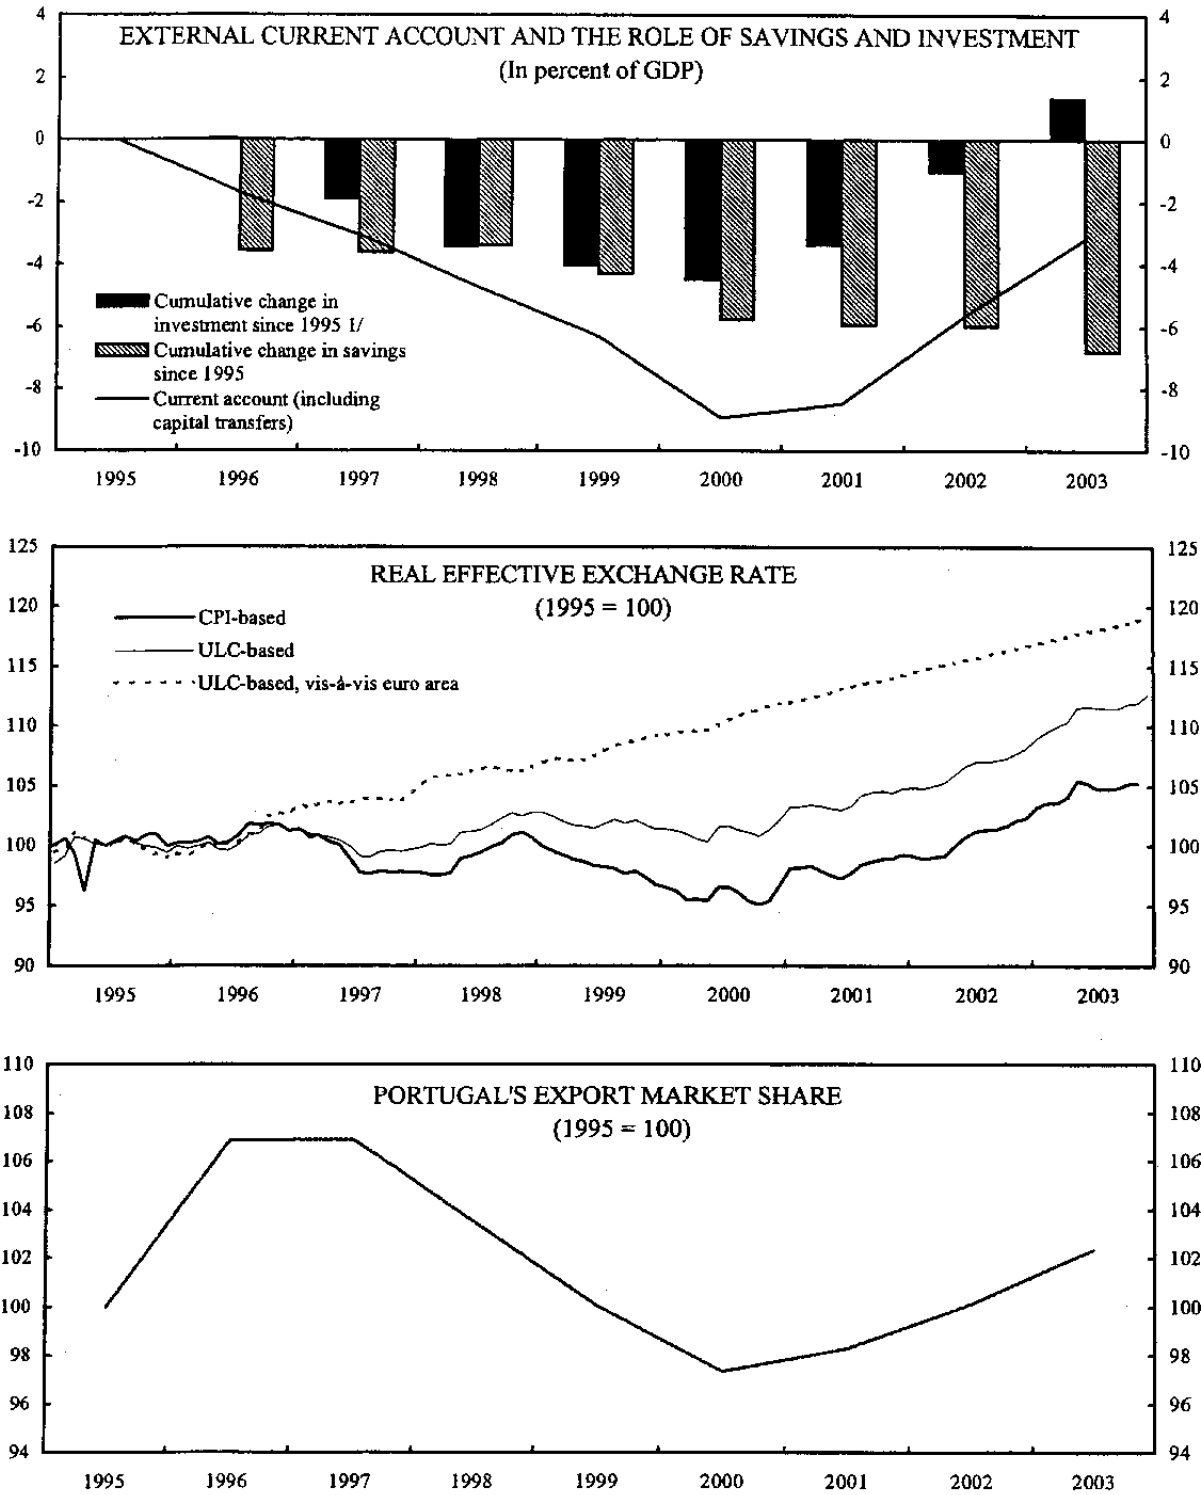 EXTERNAL CURRENT ACCOUNT AND THE ROLE OF SAVINGS AND INVESTMENT
(In percent of GDP)
4 4
2 2
0 0
-2 -2
-4 -4
-6 -6
-8 -8
-10 -10
Cumulative change in
investment since 1995 1/
Cumulative change in savings
since 1995
Current account (including
capital transfers)
1995 1996 1997 1998 1999 2000 2001 2002 2003
REAL EFFECTIVE EXCHANGE RATE
(1995 = 100)
125 125
120 120
115 115
110 110
105 105
100 100
95 95
90 90
CPI-based
ULC-based
ULC-based, vis-à-vis euro area
1995 1996 1997 1998 1999 2000 2001 2002 2003
PORTUGAL'S EXPORT MARKET SHARE
(1995 = 100)
110 110
108 108
106 106
104 104
102 102
100 100
98 98
96 96
94 94
1995 1996 1997 1998 1999 2000 2001 2002 2003